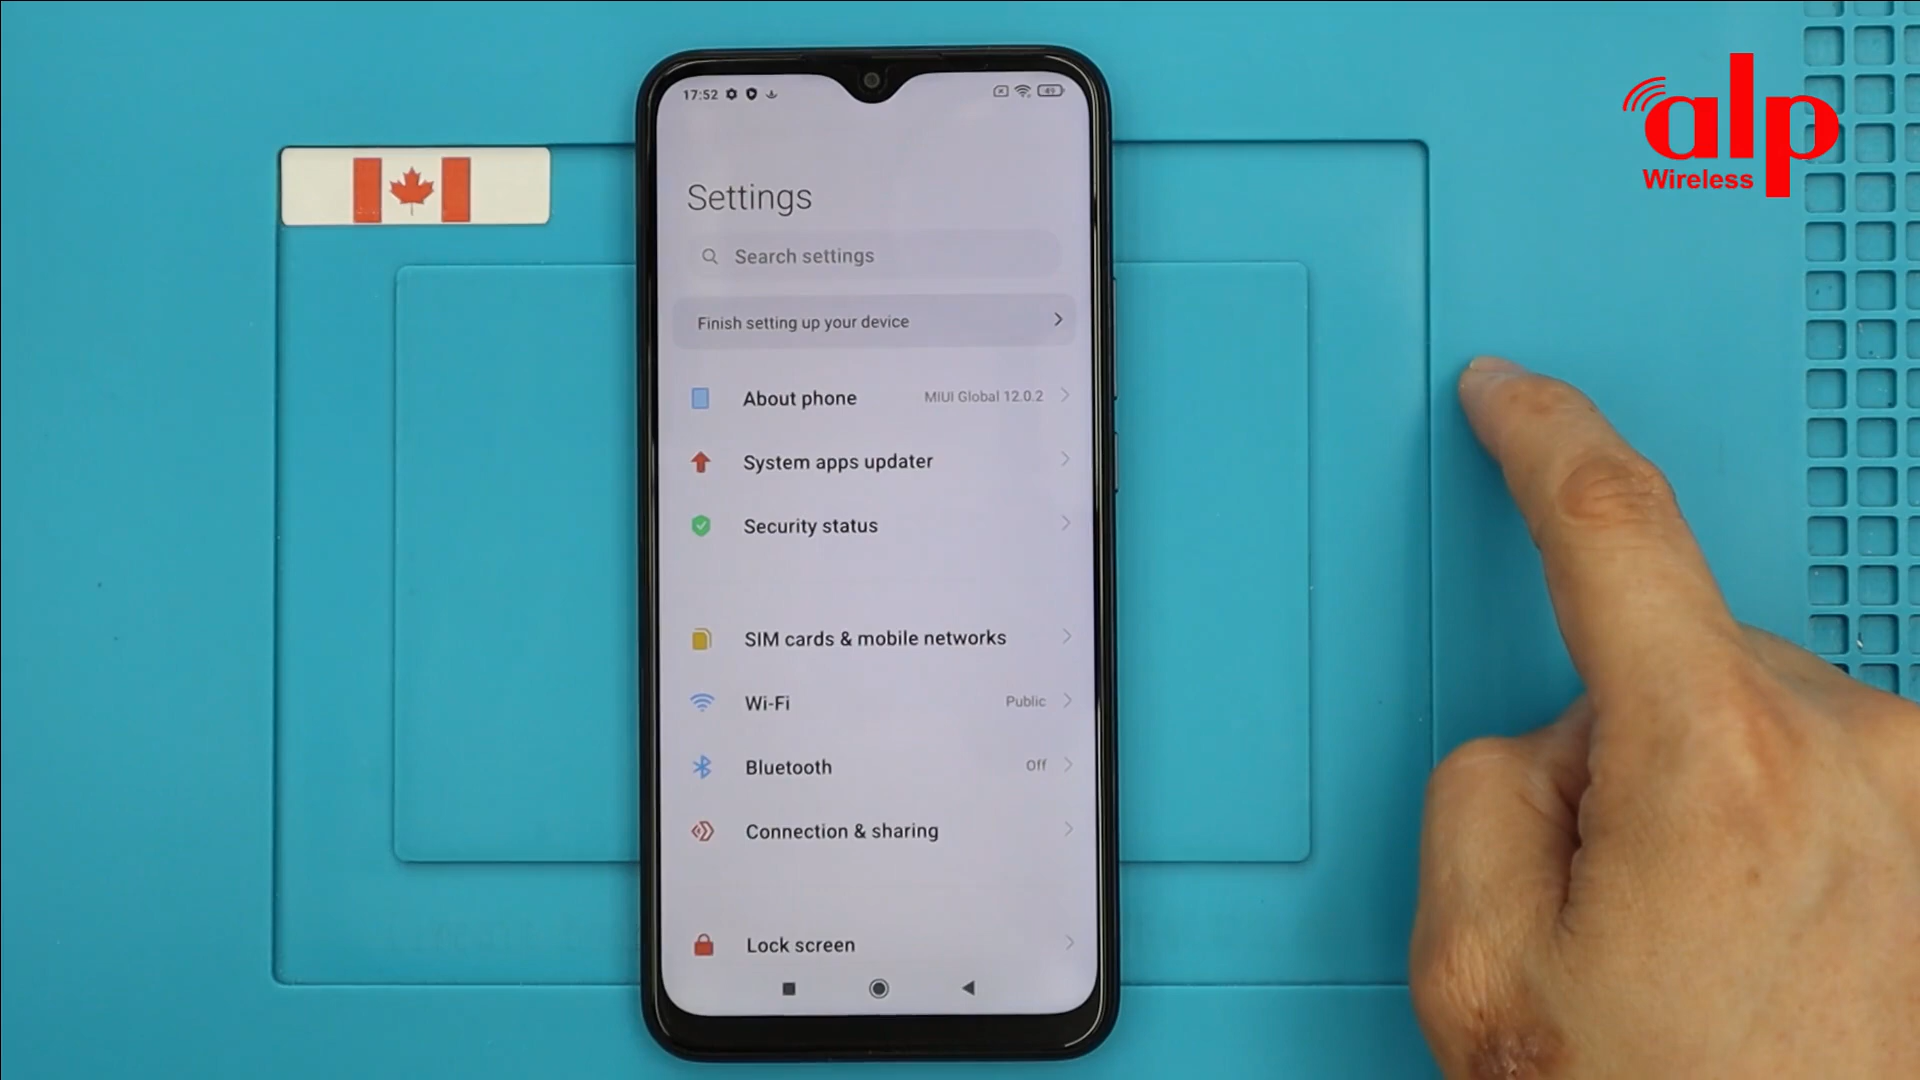 alp
Wireless
17:52
49
Settings
Search settings
Finish setting up your device
About phone MIUI Global 12.0.2
System apps updater
Security status
SIM cards & mobile networks
Wi-Fi Public
Bluetooth Off
Connection & sharing
Lock screen